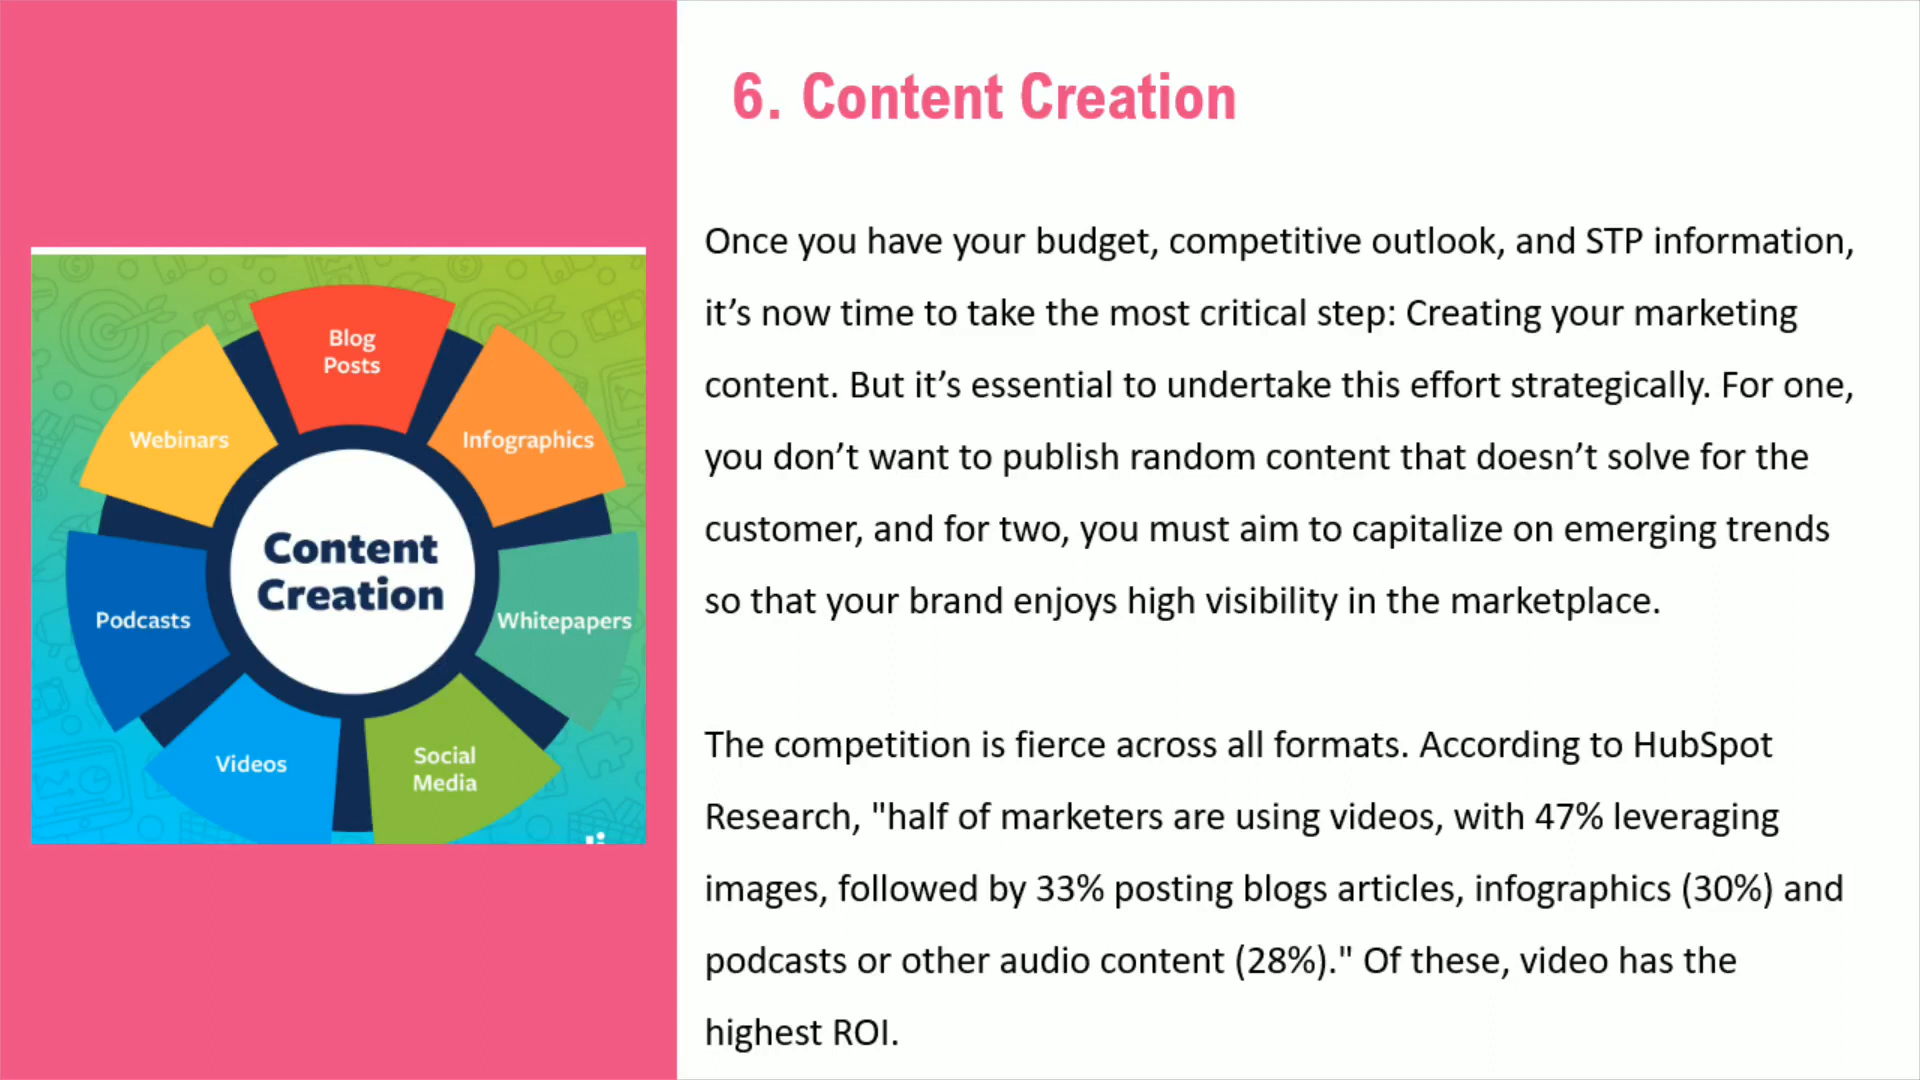 6. Content Creation
Once you have your budget, competitive outlook, and STP information,
it’s now time to take the most critical step: Creating your marketing
content. But it’s essential to undertake this effort strategically. For one,
you don’t want to publish random content that doesn’t solve for the
customer, and for two, you must aim to capitalize on emerging trends
so that your brand enjoys high visibility in the marketplace.
The competition is fierce across all formats. According to HubSpot
Research, "half of marketers are using videos, with 47% leveraging
images, followed by 33% posting blogs articles, infographics (30%) and
podcasts or other audio content (28%)." Of these, video has the
highest ROI.
Blog
Posts
Infographics
Whitepapers
Social
Media
Videos
Podcasts
Webinars
Content
Creation